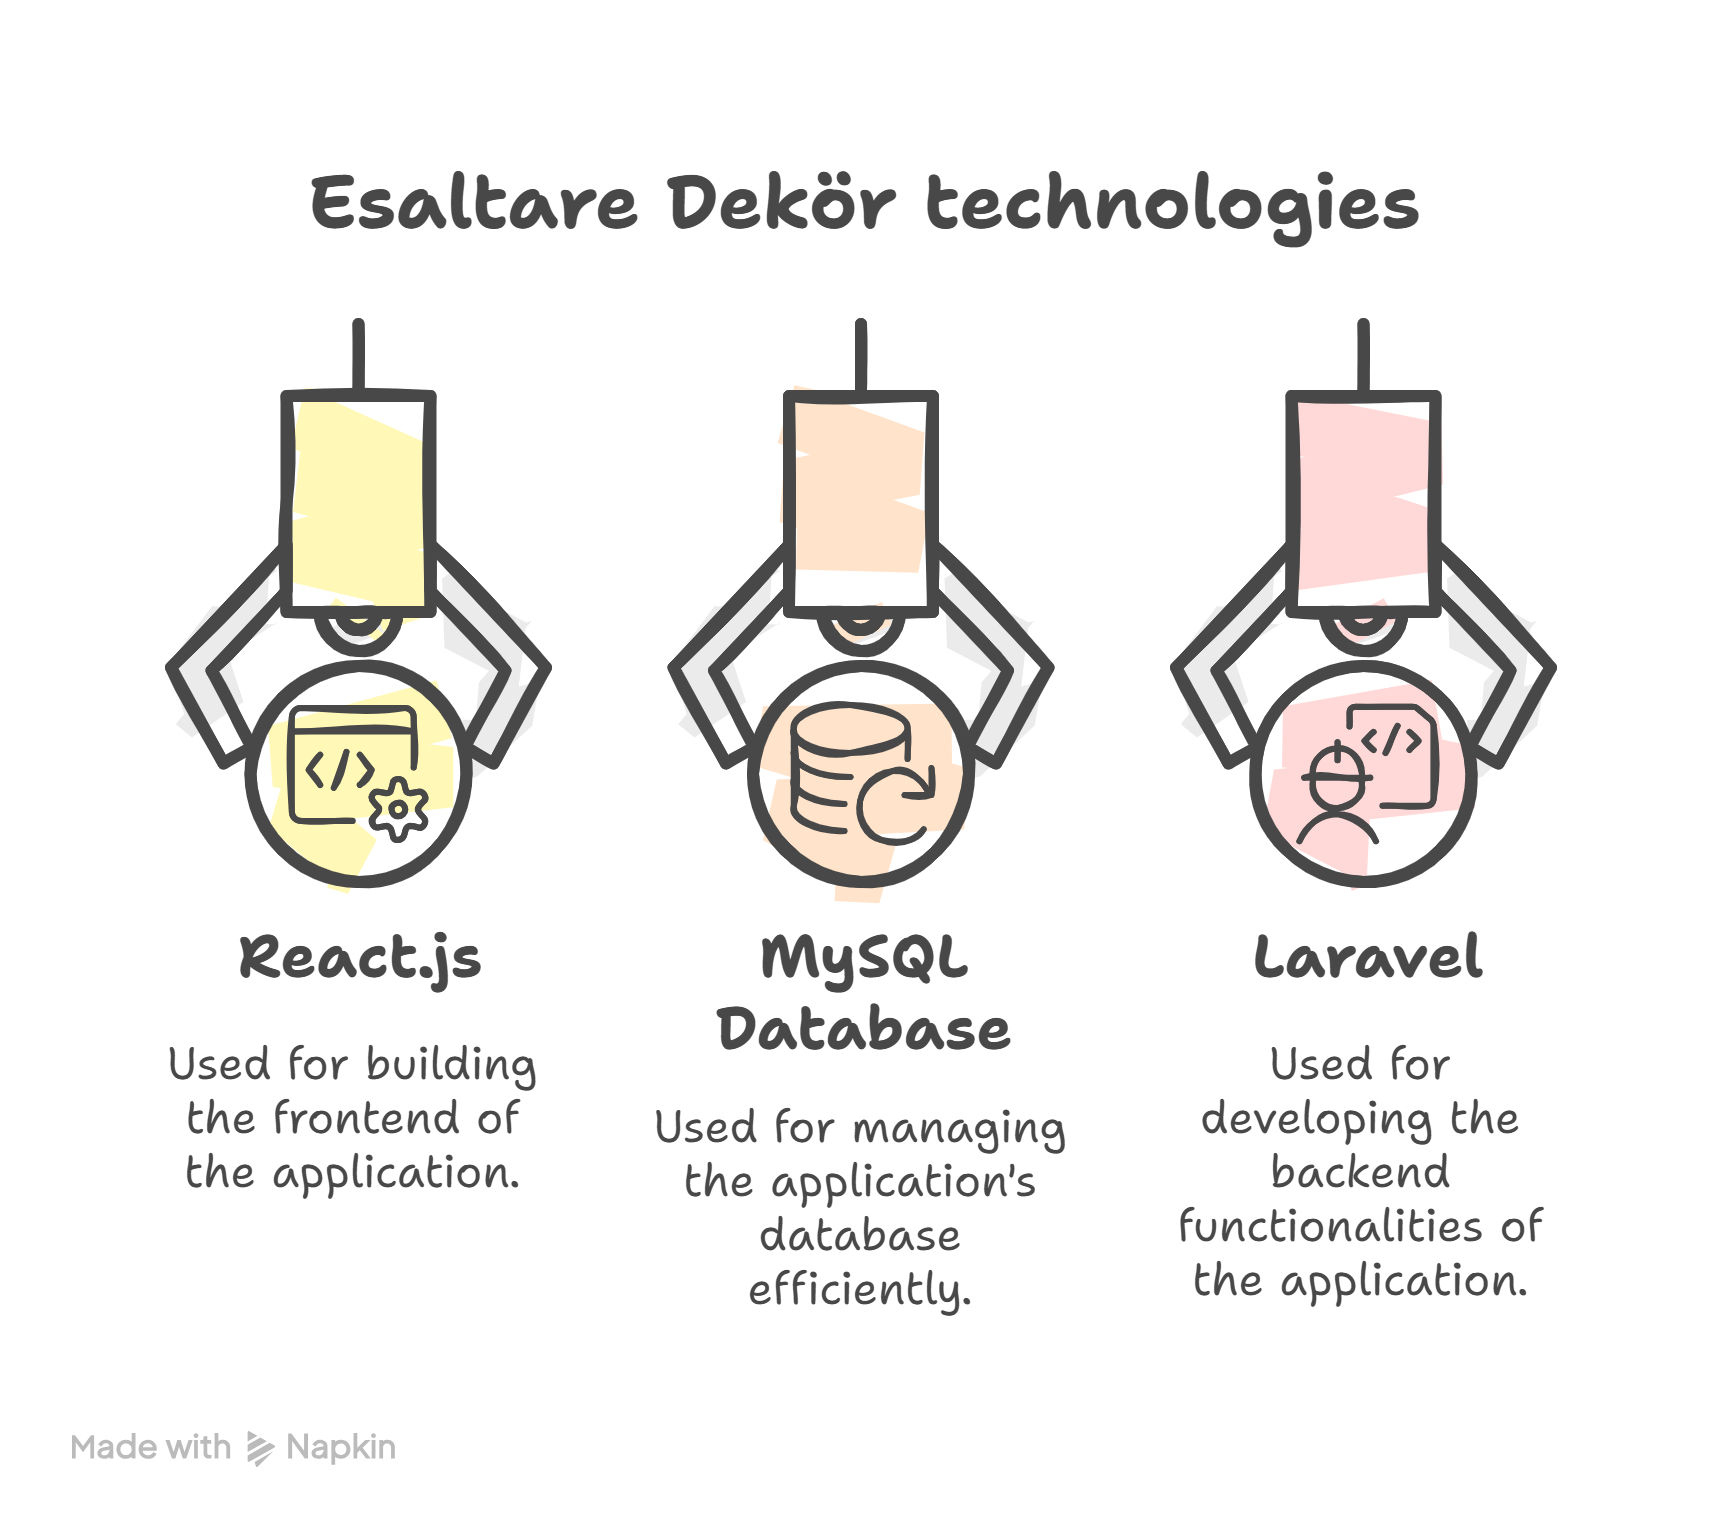 Esaltare Dekör technologies
React.js
Used for building
the frontend of
the application.
MySQL
Database
Used for managing
the application's
database
efficiently.
Laravel
Used for
developing the
backend
functionalities of
the application.
Made with Napkin